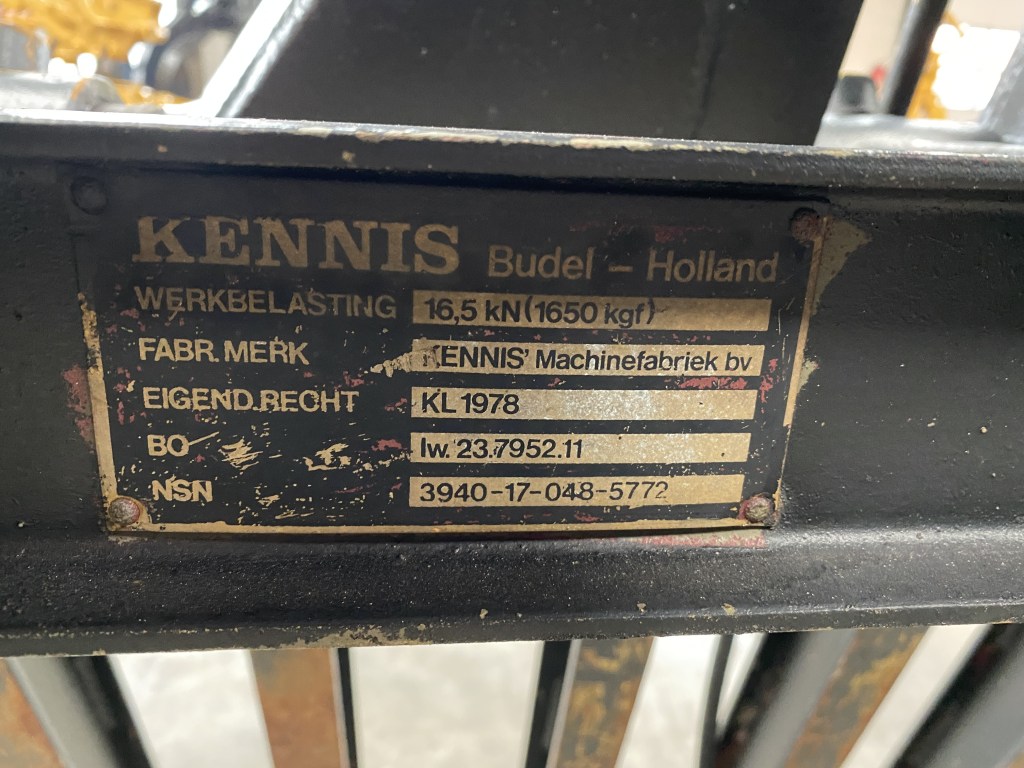 KENNIS Budel – Holland
WERKBELASTING 16,5 kN (1650 kgf)
FABR. MERK KENNIS' Machinefabriek bv
EIGEND. RECHT KL 1978
BO lw. 23.7952.11
NSN 3940-17-048-5772